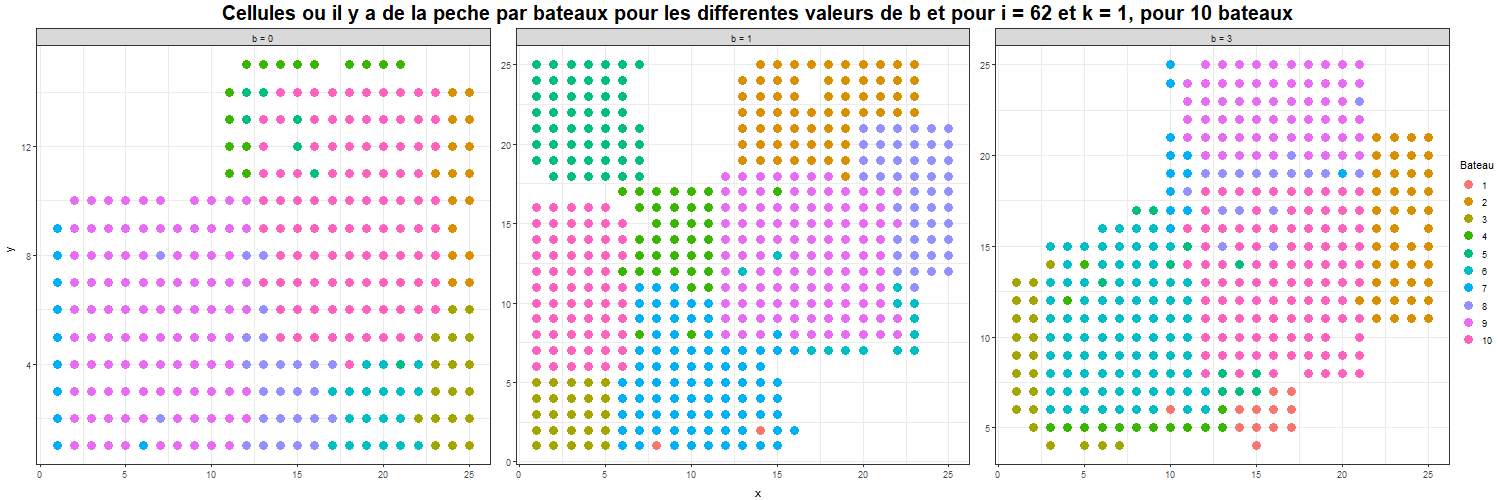 Cellules ou il y a de la peche par bateaux pour les differentes valeurs de b et pour i = 62 et k = 1, pour 10 bateaux
b = 0
b = 1
b = 3
y
12
8
4
0 5 10 15 20 25
25
20
15
10
5
0
0 5 10 15 20 25
25
20
15
10
5
0 5 10 15 20 25
x
Bateau
1
2
3
4
5
6
7
8
9
10